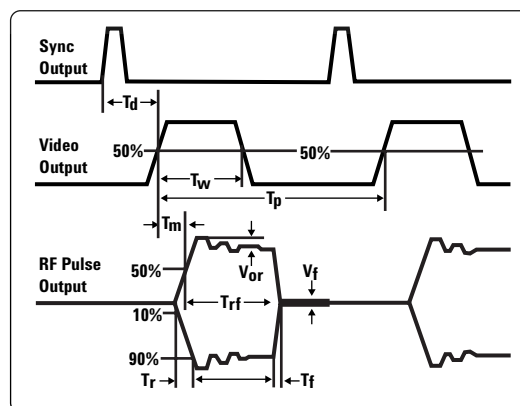 Sync
Output
Td
Video
Output
50%
50%
Tw
Tp
Tm
RF Pulse
Output
50%
Vor
Vf
Trf
10%
90%
Tr
Tf